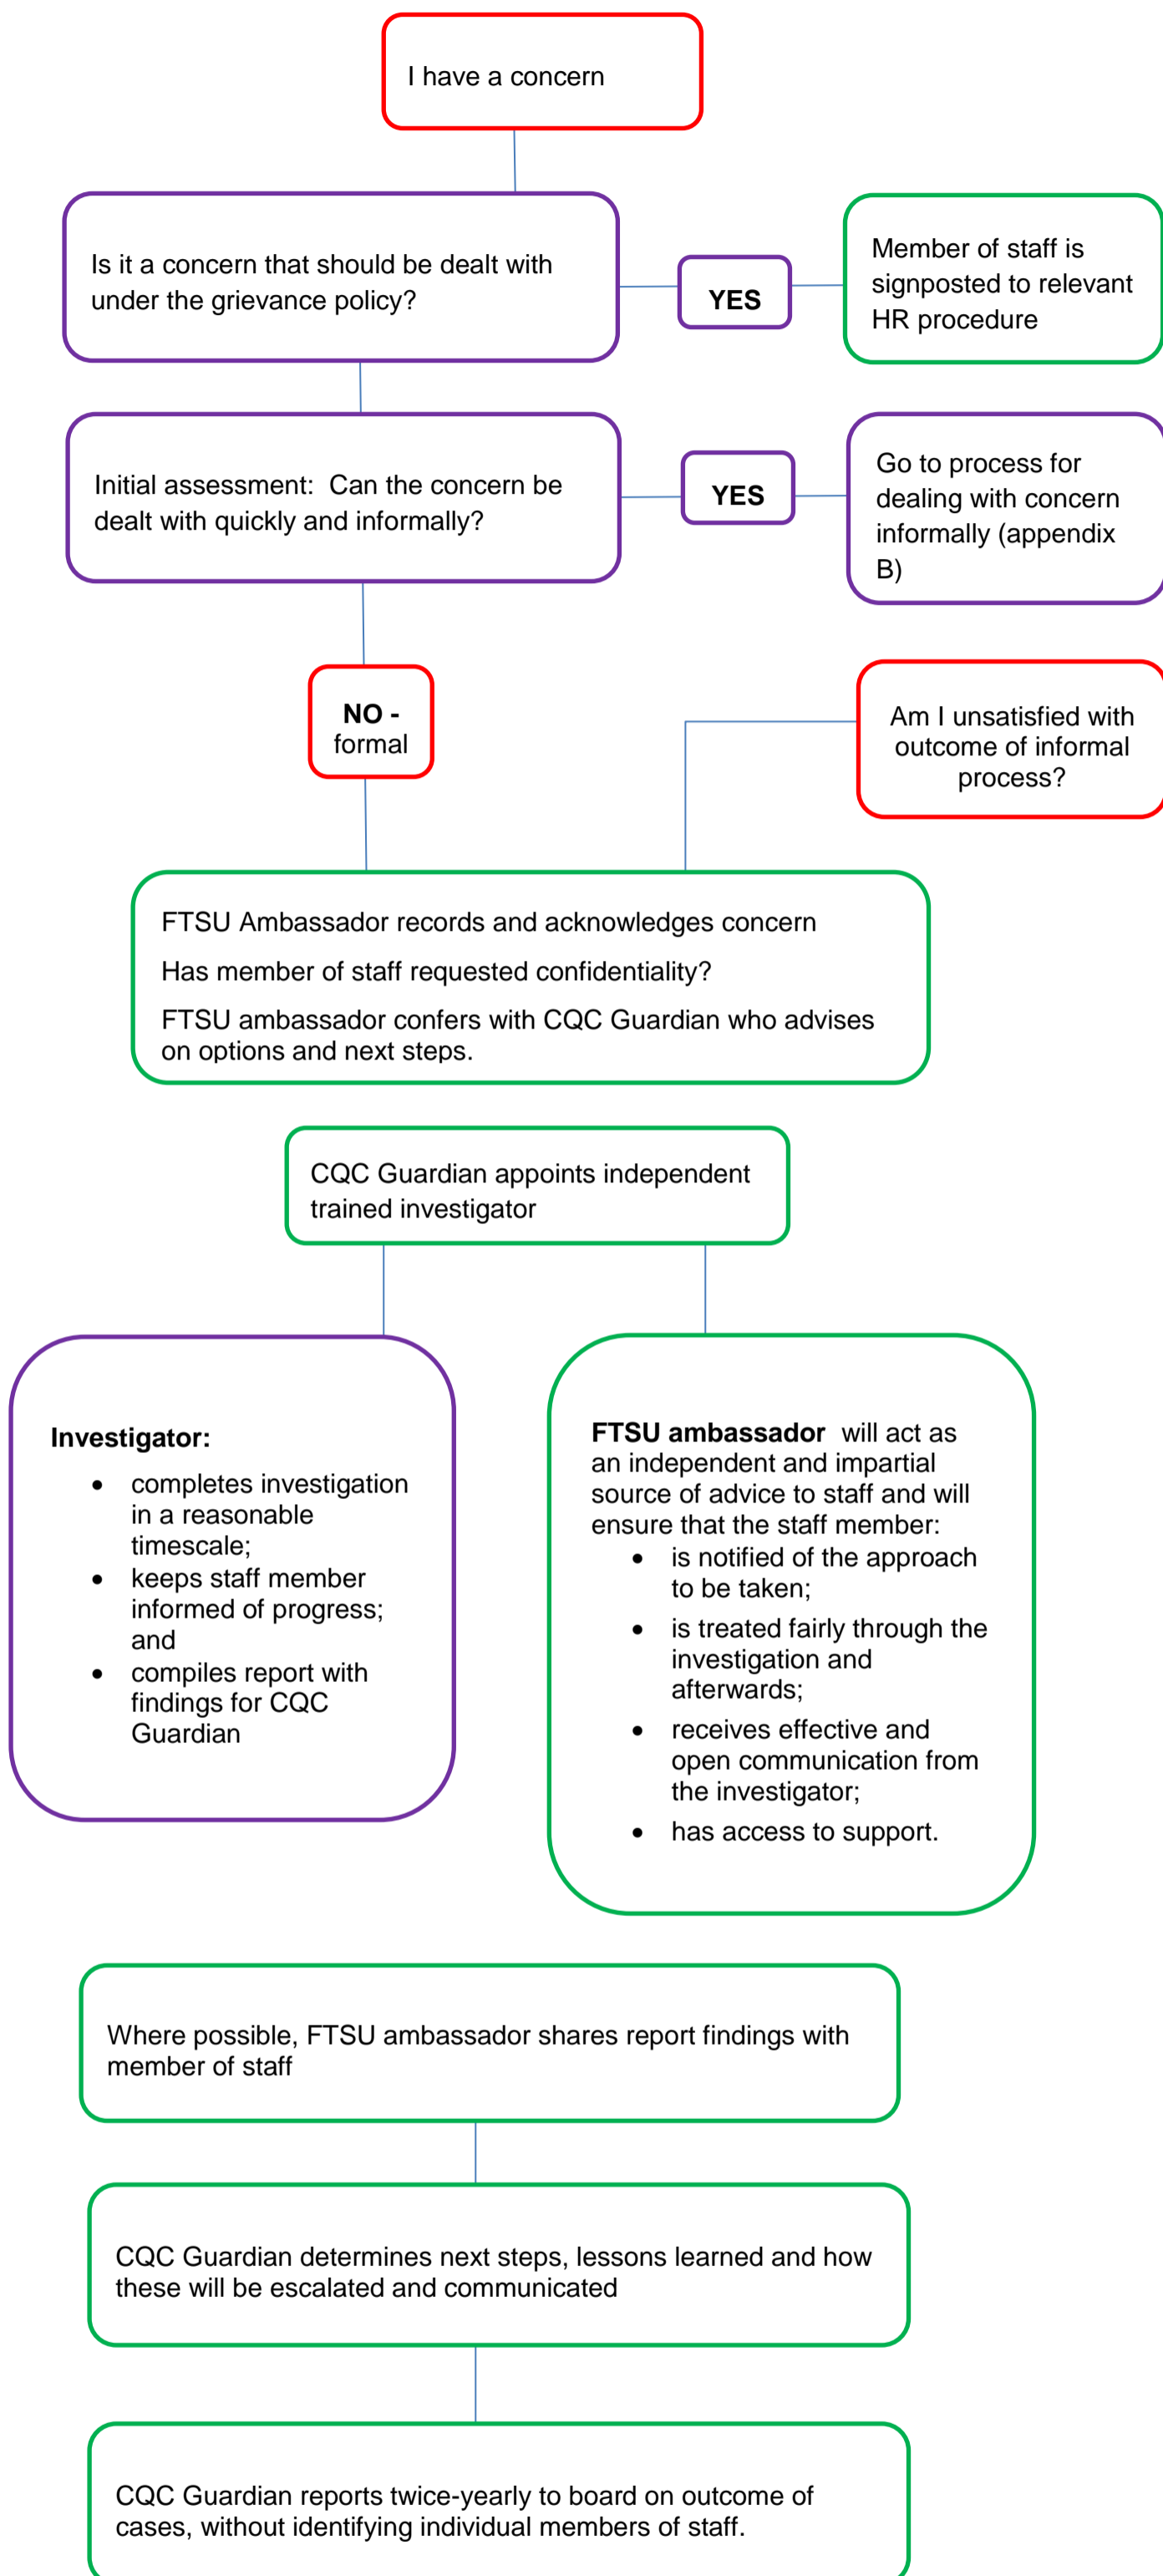 I have a concern
Is it a concern that should be dealt with
under the grievance policy?
YES
Member of staff is
signposted to relevant
HR procedure
Initial assessment:  Can the concern be
dealt with quickly and informally?
YES
Go to process for
dealing with concern
informally (appendix
B)
NO -
formal
Am I unsatisfied with
outcome of informal
process?
FTSU Ambassador records and acknowledges concern
Has member of staff requested confidentiality?
FTSU ambassador confers with CQC Guardian who advises
on options and next steps.
CQC Guardian appoints independent
trained investigator
Investigator:
• completes investigation
in a reasonable
timescale;
• keeps staff member
informed of progress;
and
• compiles report with
findings for CQC
Guardian
FTSU ambassador  will act as
an independent and impartial
source of advice to staff and will
ensure that the staff member:
• is notified of the approach
to be taken;
• is treated fairly through the
investigation and
afterwards;
• receives effective and
open communication from
the investigator;
• has access to support.
Where possible, FTSU ambassador shares report findings with
member of staff
CQC Guardian determines next steps, lessons learned and how
these will be escalated and communicated
CQC Guardian reports twice-yearly to board on outcome of
cases, without identifying individual members of staff.